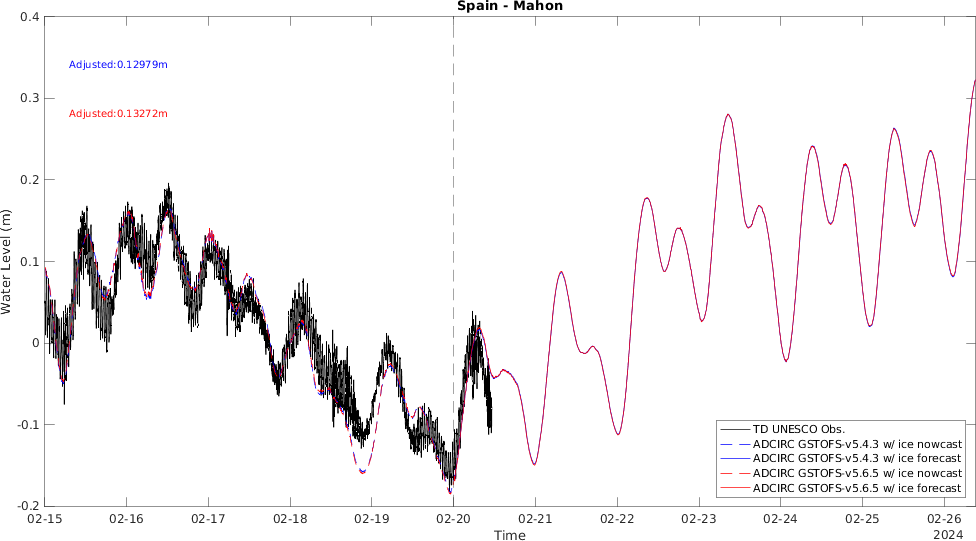 Spain - Mahon
Adjusted:0.12979m
Adjusted:0.13272m
Water Level (m)
0.4
0.3
0.2
0.1
0
-0.1
-0.2
TD UNESCO Obs.
ADCIRC GSTOFS-v5.4.3 w/ ice nowcast
ADCIRC GSTOFS-v5.4.3 w/ ice forecast
ADCIRC GSTOFS-v5.6.5 w/ ice nowcast
ADCIRC GSTOFS-v5.6.5 w/ ice forecast
02-15 02-16 02-17 02-18 02-19 02-20 02-21 02-22 02-23 02-24 02-25 02-26
2024
Time